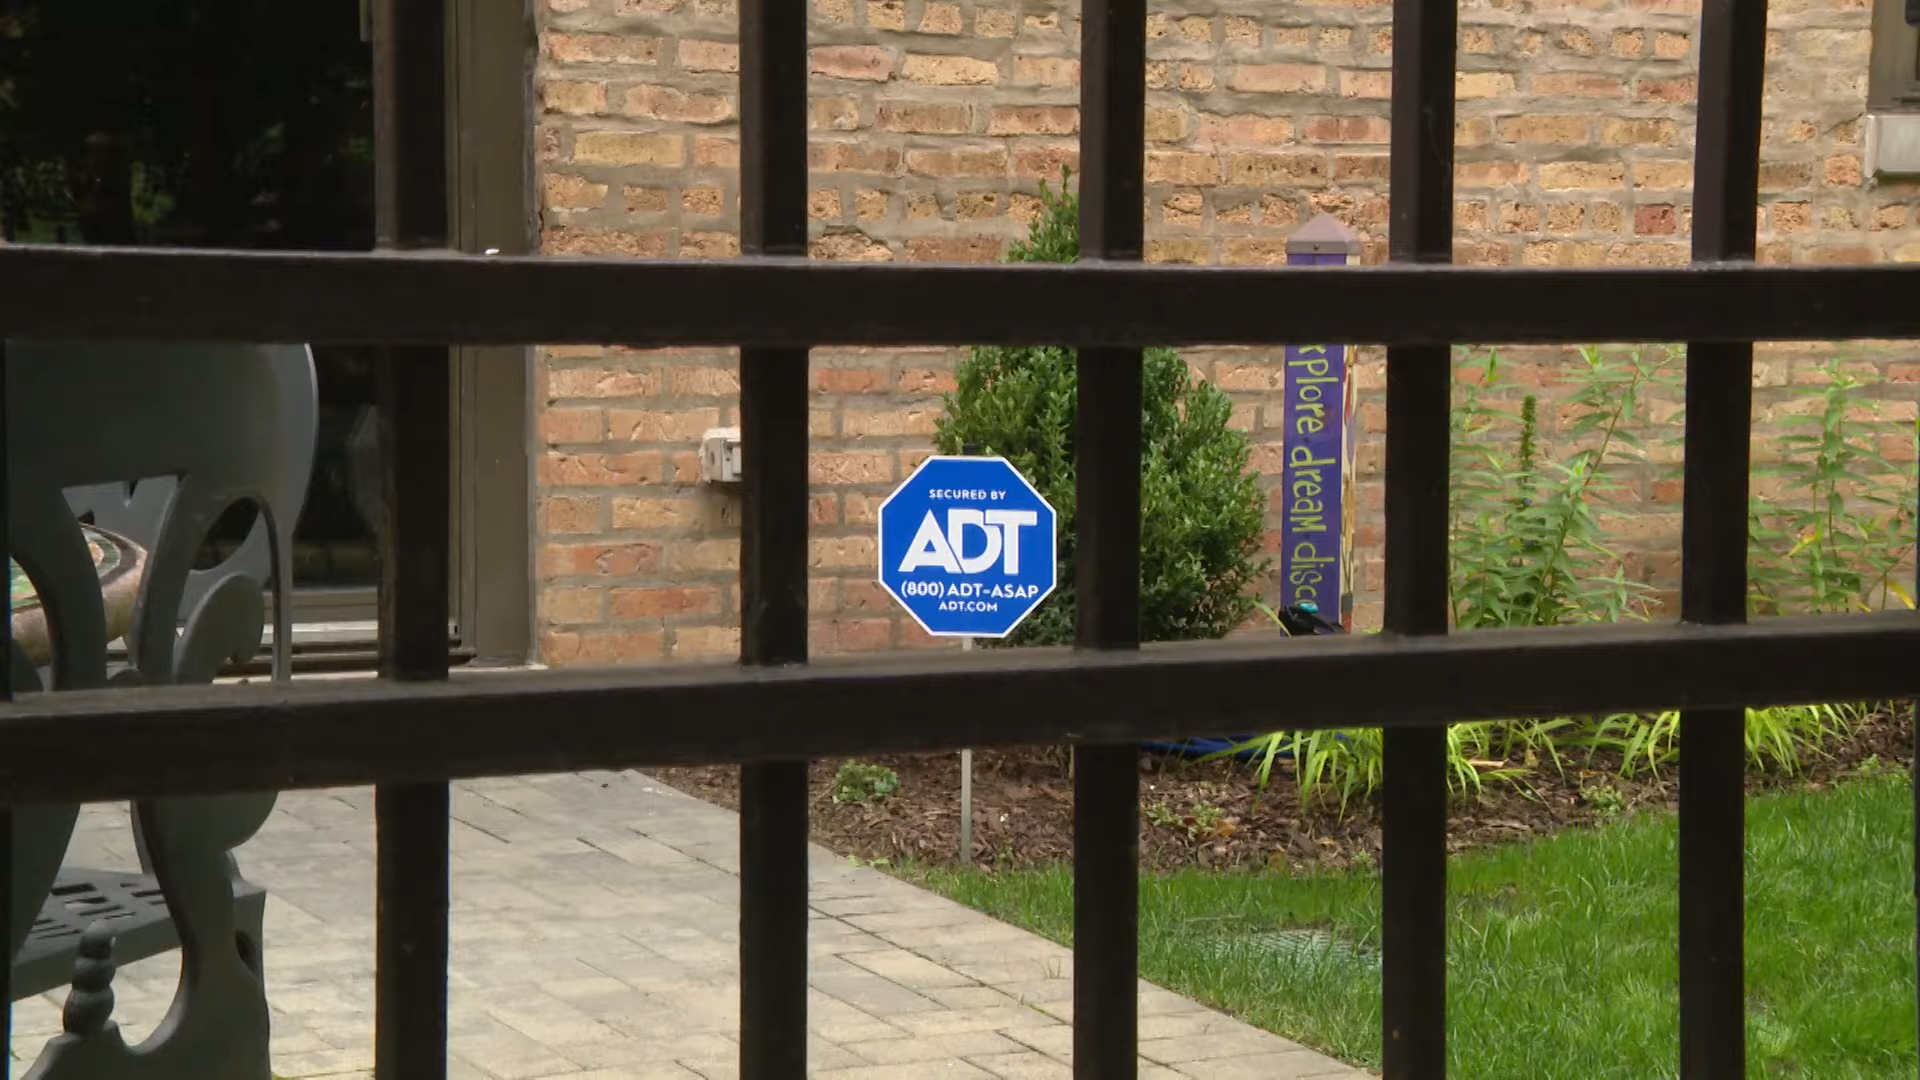 SECURED BY
ADT
(800) ADT-ASAP
ADT.COM
xplore·dream·disco